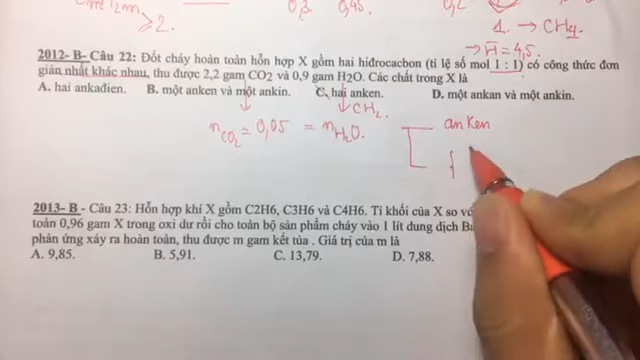 CmH2m
0,3 0,45. 0,2
≥ 2.
1. → CH4.
→ H̅ = 4,5.
2012- B- Câu 22: Đốt cháy hoàn toàn hỗn hợp X gồm hai hiđrocacbon (tỉ lệ số mol 1 : 1) có công thức đơn
giản nhất khác nhau, thu được 2,2 gam CO2 và 0,9 gam H2O. Các chất trong X là
A. hai ankađien. B. một anken và một ankin. C. hai anken. D. một ankan và một ankin.
CH2.
nCO2 = 0,05 = nH2O.
anken
{
2013- B - Câu 23: Hỗn hợp khí X gồm C2H6, C3H6 và C4H6. Tỉ khối của X so
toàn 0,96 gam X trong oxi dư rồi cho toàn bộ sản phẩm cháy vào 1 lít dung dịch
phản ứng xảy ra hoàn toàn, thu được m gam kết tủa . Giá trị của m là
A. 9,85. B. 5,91. C. 13,79. D. 7,88.